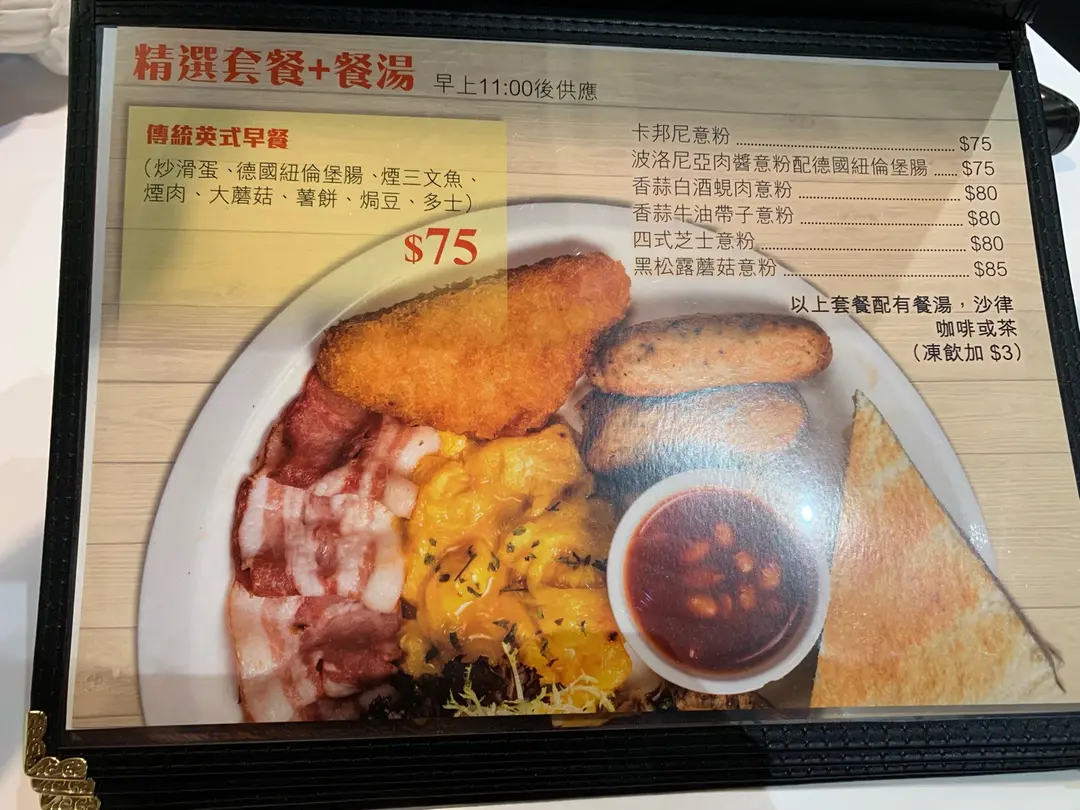 精選套餐+餐湯 早上11:00後供應
傳統英式早餐
(炒滑蛋、德國紐倫堡腸、煙三文魚、
煙肉、大蘑菇、薯餅、焗豆、多士)
$75
卡邦尼意粉 $75
波洛尼亞肉醬意粉配德國紐倫堡腸 $75
香蒜白酒蜆肉意粉 $80
香蒜牛油帶子意粉 $80
四式芝士意粉 $80
黑松露蘑菇意粉 $85
以上套餐配有餐湯，沙律
咖啡或茶
(凍飲加 $3)